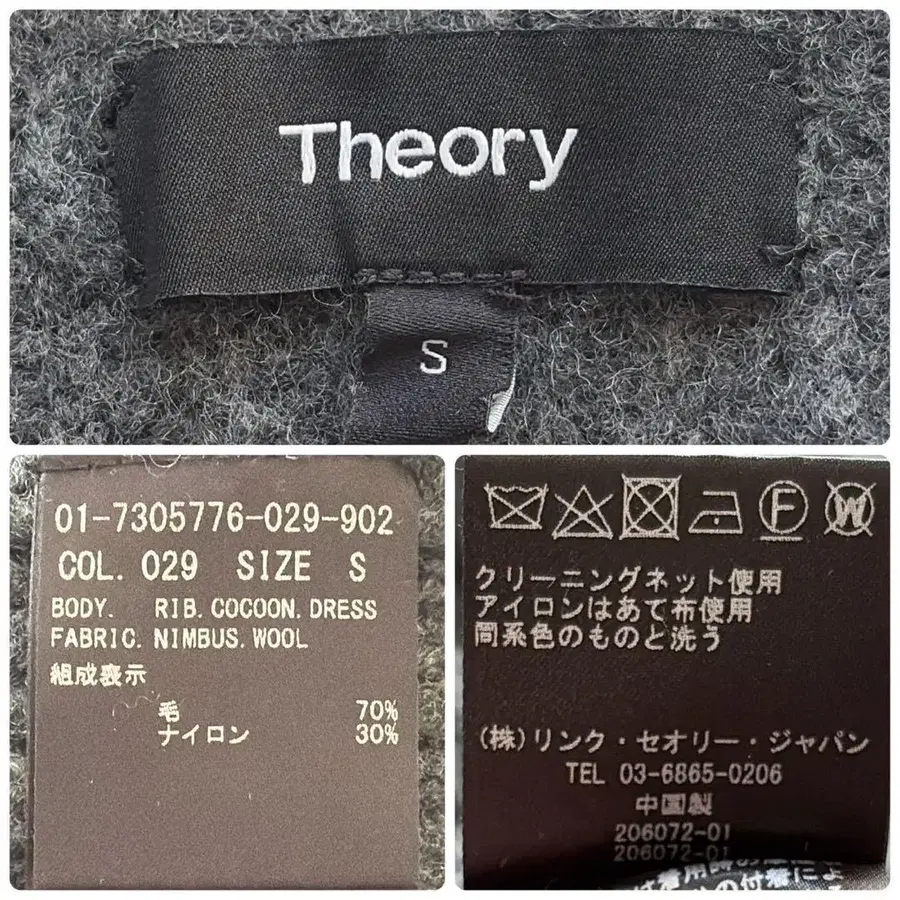 Theory
S
01-7305776-029-902
COL. 029 SIZE S
BODY. RIB. COCOON. DRESS
FABRIC. NIMBUS. WOOL
組成表示
毛 70%
ナイロン 30%
F W
クリーニングネット使用
アイロンはあて布使用
同系色のものと洗う
(株)リンク・セオリー・ジャパン
TEL 03-6865-0206
中国製
206072-01
206072-01